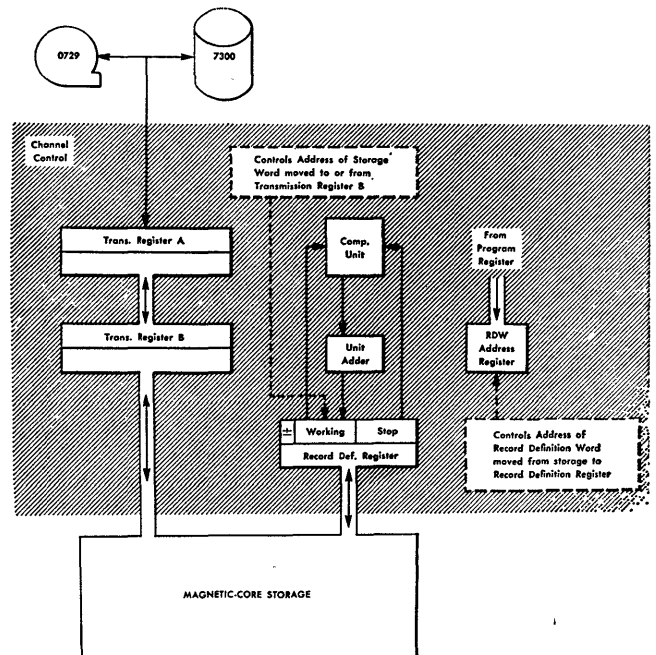 0729
7300
Channel
Control
Controls Address of Storage
Word moved to or from
Transmission Register B
Trans. Register A
Comp.
Unit
From
Program
Register
Trans. Register B
Unit
Adder
RDW
Address
Register
± Working Stop
Record Def. Register
Controls Address of
Record Definition Word
moved from storage to
Record Definition Register
MAGNETIC-CORE STORAGE